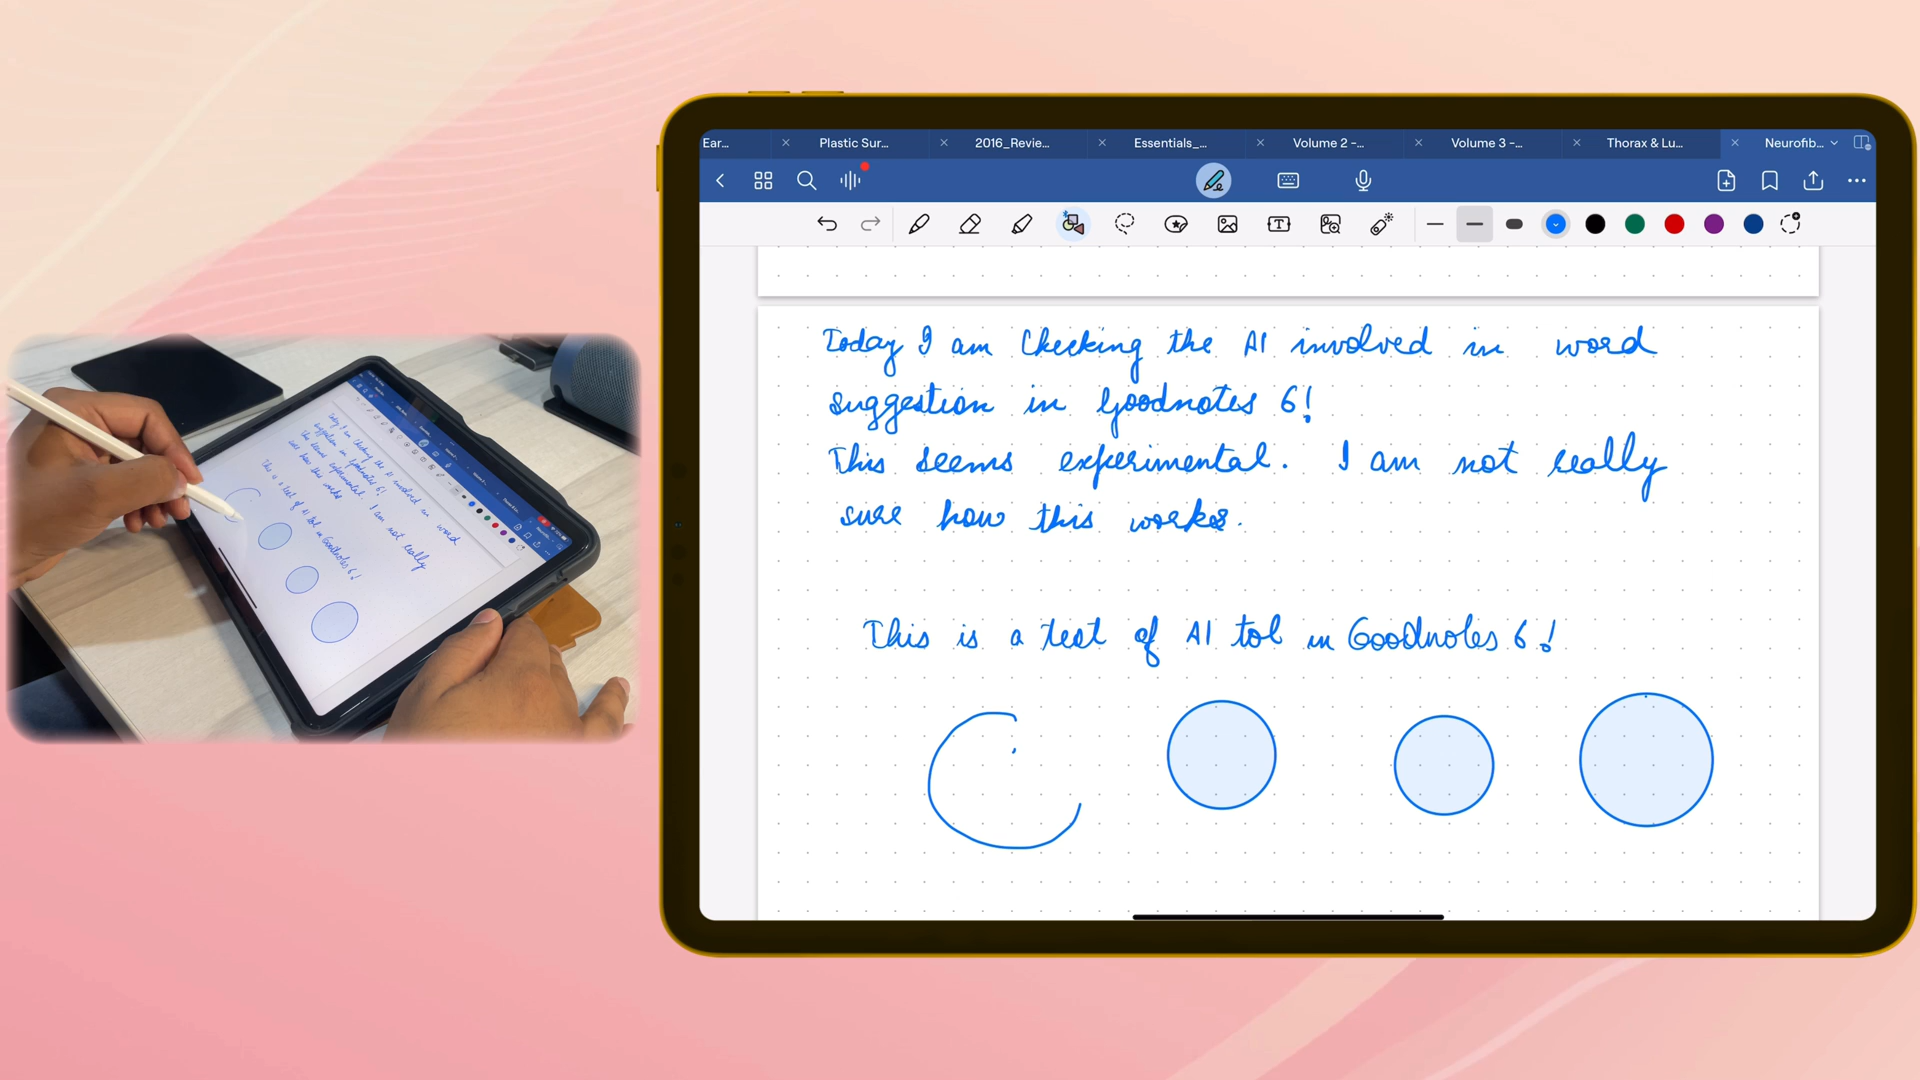 Ear... Plastic Sur... 2016_Revie... Essentials_... Volume 2 -... Volume 3 -... Thorax & Lu... Neurofib...
Today I am Checking the AI involved in word
suggestion in Goodnotes 6!
This seems experimental. I am not really
sure how this works.
This is a test of AI tol in Goodnotes 6!